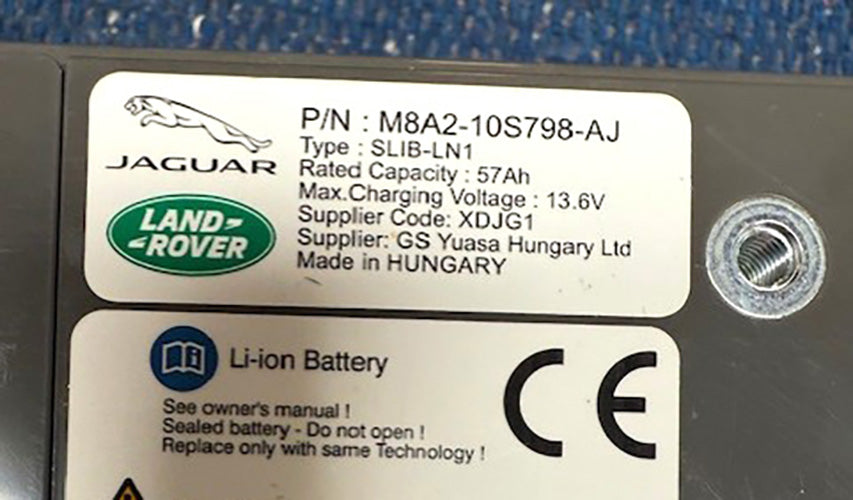 JAGUAR
LAND-
-ROVER
P/N : M8A2-10S798-AJ
Type : SLIB-LN1
Rated Capacity : 57Ah
Max.Charging Voltage : 13.6V
Supplier Code: XDJG1
Supplier: GS Yuasa Hungary Ltd
Made in HUNGARY
Li-ion Battery
See owner's manual !
Sealed battery - Do not open !
Replace only with same Technology !
CE